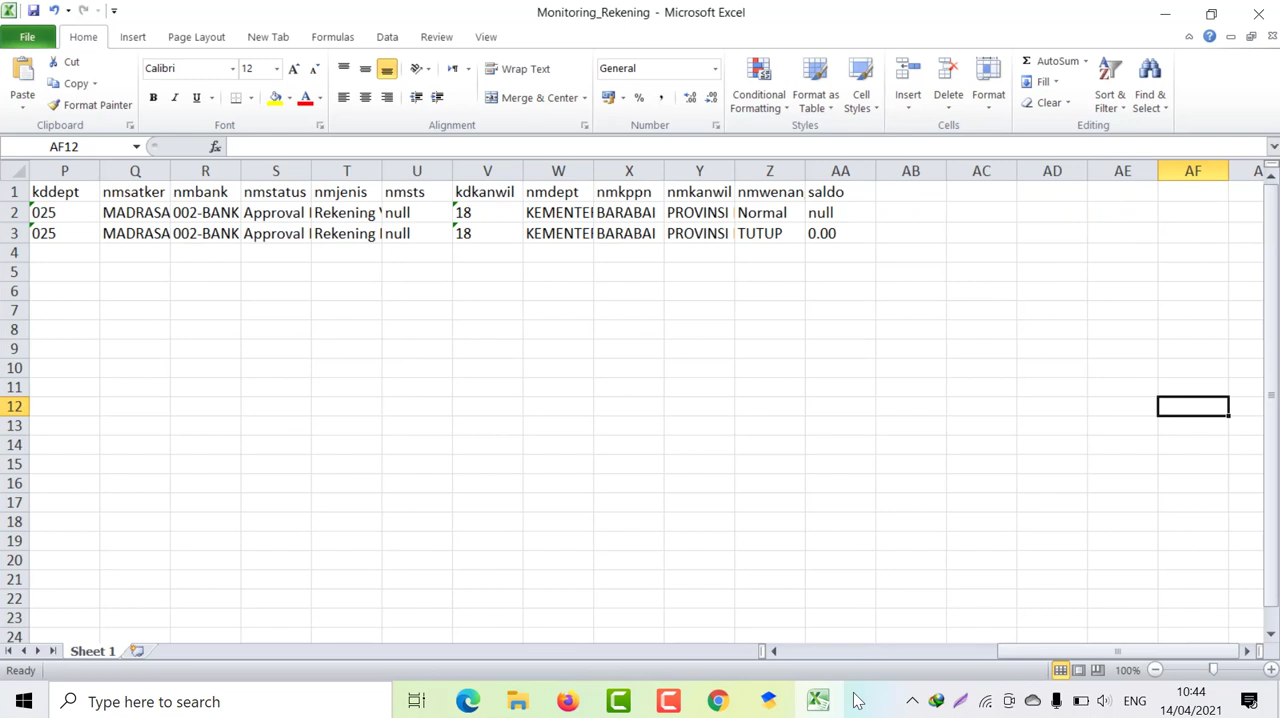 Monitoring_Rekening - Microsoft Excel
File Home Insert Page Layout New Tab Formulas Data Review View
Cut
Copy
Format Painter
Paste
Clipboard
Calibri 12
B I U A
Font
Wrap Text
Merge & Center
Alignment
General
% ,
Number
Conditional Formatting
Format as Table
Cell Styles
Styles
Insert Delete Format
Cells
AutoSum
Fill
Clear
Sort & Filter
Find & Select
Editing
AF12 fx
P Q R S T U V W X Y Z AA AB AC AD AE AF
1 kddept nmsatker nmbank nmstatus nmjenis nmsts kdkanwil nmdept nmkppn nmkanwil nmwenan saldo
2 025 MADRASA 002-BANK Approval Rekening null 18 KEMENTER BARABAI PROVINSI Normal null
3 025 MADRASA 002-BANK Approval Rekening null 18 KEMENTER BARABAI PROVINSI TUTUP 0.00
4
5
6
7
8
9
10
11
12
13
14
15
16
17
18
19
20
21
22
23
24
Sheet 1
Ready 100%
Type here to search
ENG
10:44
14/04/2021